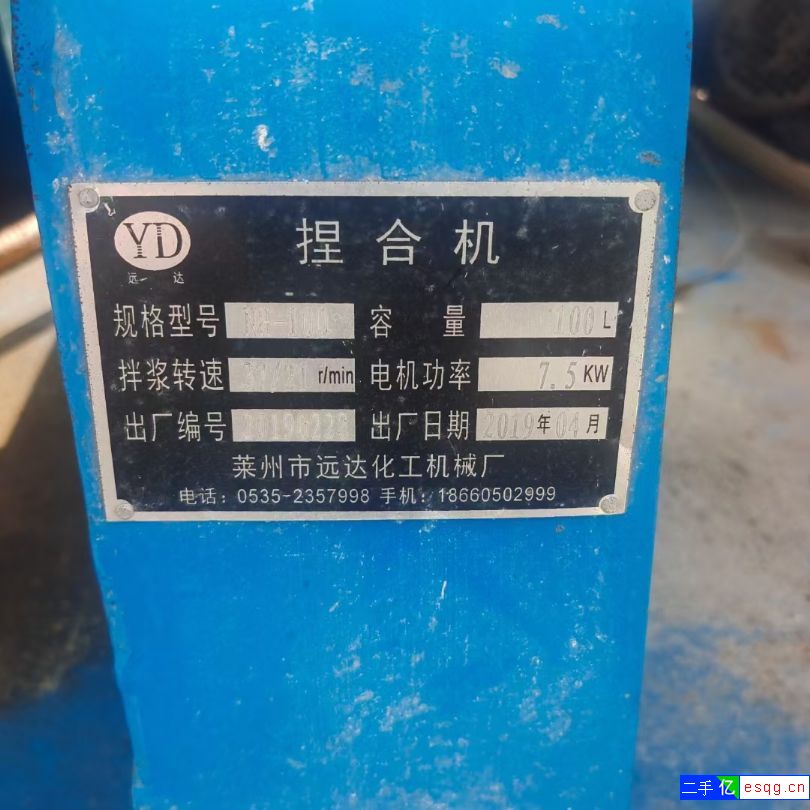 YD
远达
捏合机
规格型号 容量 100 L
拌浆转速 r/min 电机功率 7.5 KW
出厂编号 出厂日期 2019年04月
莱州市远达化工机械厂
电话：0535-2357998 手机：18660502999
二手亿 esqg.cn